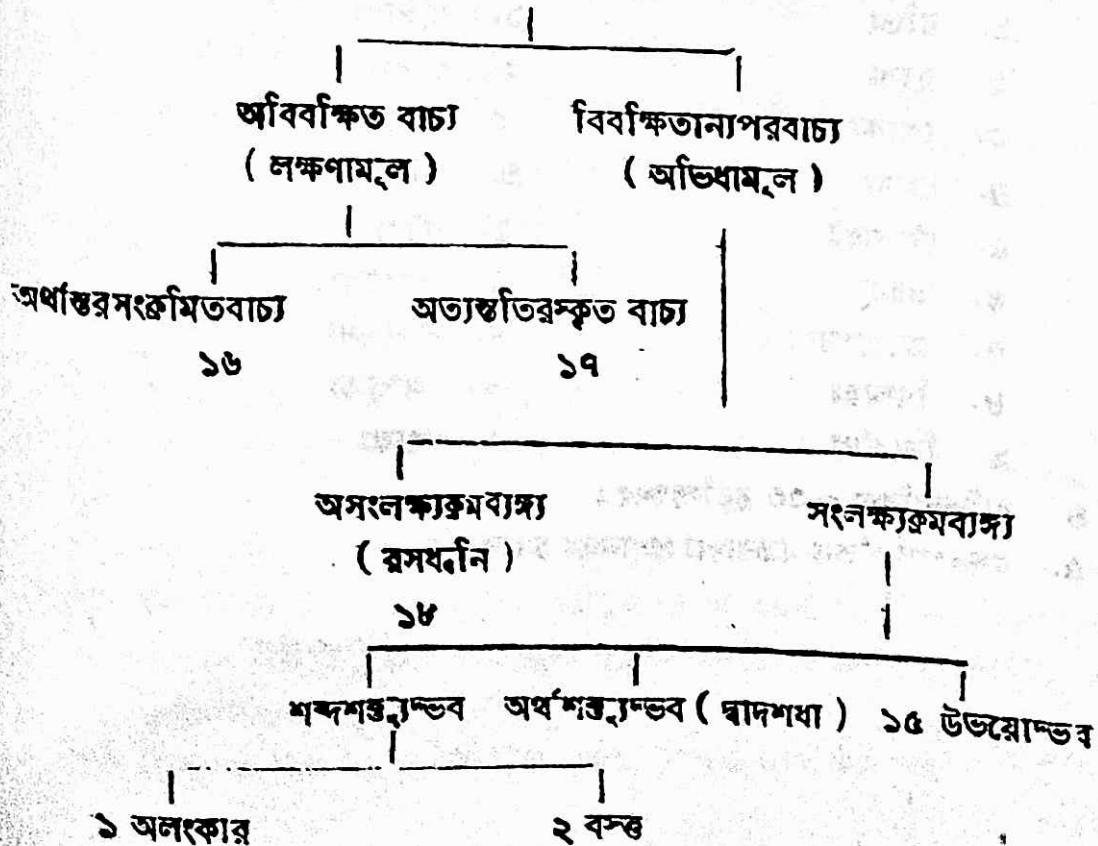 অবিবক্ষিত বাচ্য বিবক্ষিতান্যপরবাচ্য
( লক্ষণামূল ) ( অভিধামূল )
অর্থান্তরসংক্রমিতবাচ্য অত্যন্ততিরস্কৃত বাচ্য
১৬ ১৭
অসংলক্ষ্যক্রমব্যঙ্গ্য সংলক্ষ্যক্রমব্যঙ্গ্য
( রসধ্বনি )
১৮
শব্দশক্ত্যুদ্ভব অর্থশক্ত্যুদ্ভব ( দ্বাদশধা ) ১৫ উভয়োদ্ভব
১ অলংকার ২ বস্তু